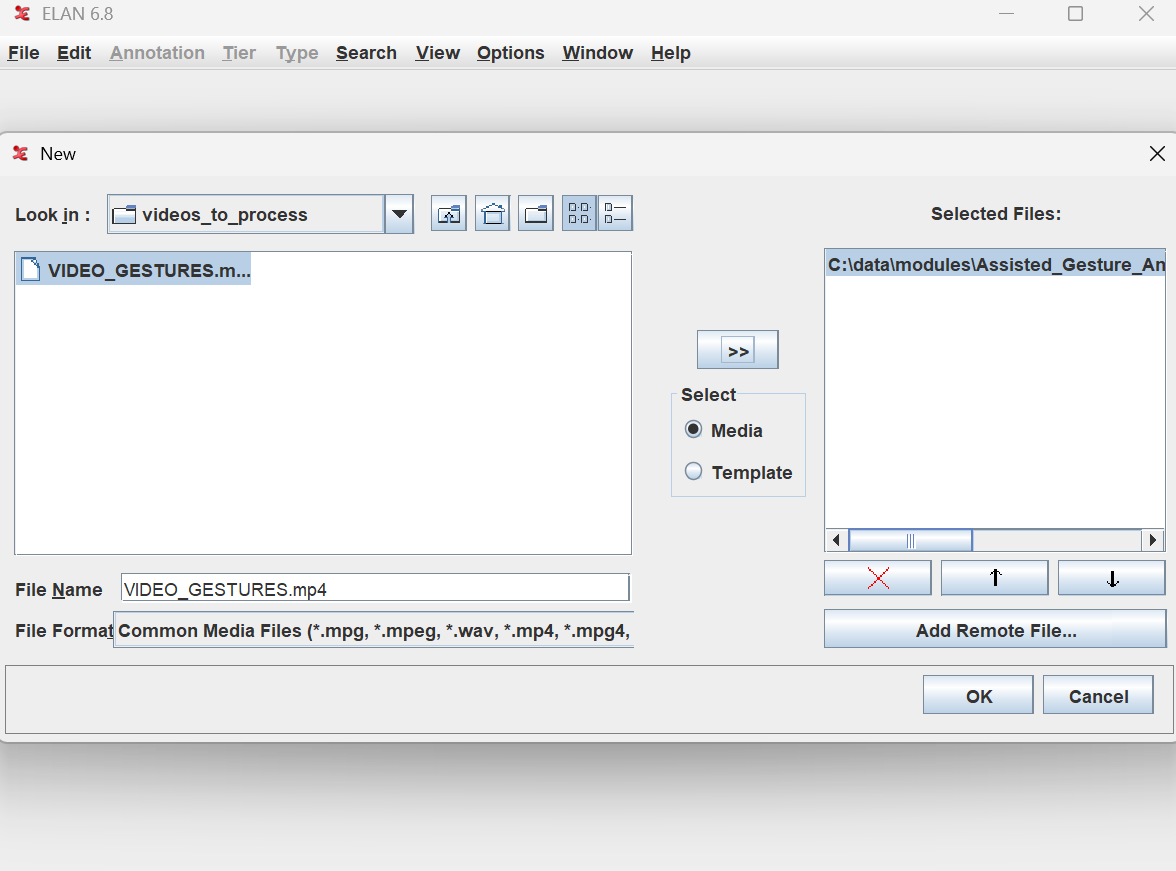 ELAN 6.8
File Edit Annotation Tier Type Search View Options Window Help
New
Look in : videos_to_process
Selected Files:
VIDEO_GESTURES.m...
C:\data\modules\Assisted_Gesture_An
>>
Select
Media
Template
File Name VIDEO_GESTURES.mp4
File Format Common Media Files (*.mpg, *.mpeg, *.wav, *.mp4, *.mpg4,
Add Remote File...
OK Cancel